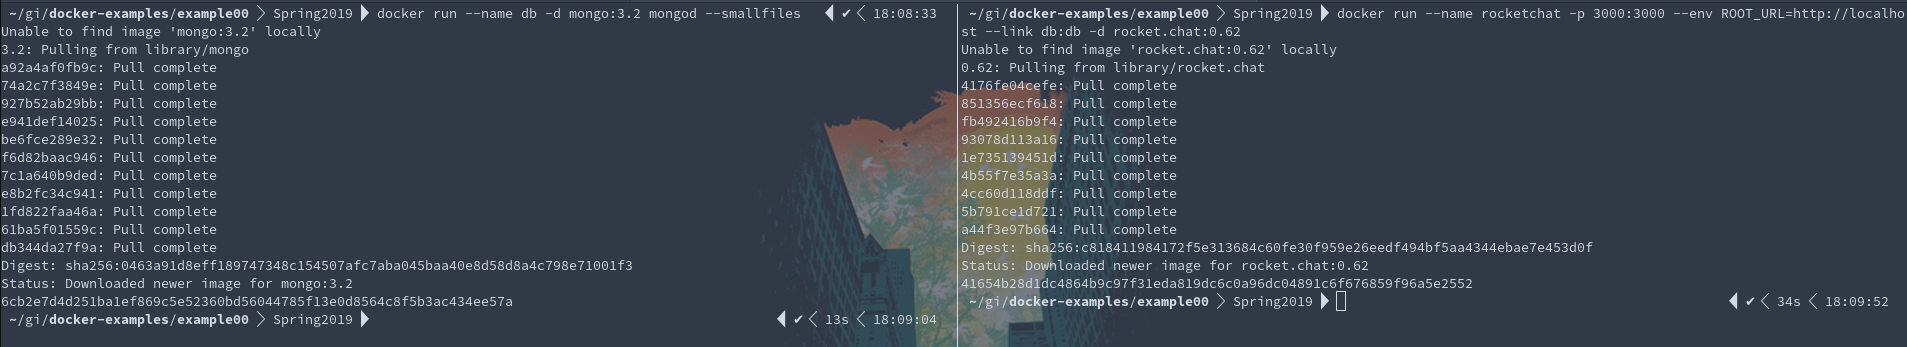 ~/gi/docker-examples/example00 > Spring2019 docker run --name db -d mongo:3.2 mongod --smallfiles ✔ < 18:08:33
Unable to find image 'mongo:3.2' locally
3.2: Pulling from library/mongo
a92a4af0fb9c: Pull complete
74a2c7f3849e: Pull complete
927b52ab29bb: Pull complete
e941def14025: Pull complete
be6fce289e32: Pull complete
f6d82baac946: Pull complete
7c1a640b9ded: Pull complete
e8b2fc34c941: Pull complete
1fd822faa46a: Pull complete
61ba5f01559c: Pull complete
db344da27f9a: Pull complete
Digest: sha256:0463a91d8eff189747348c154507afc7aba045baa40e8d58d8a4c798e71001f3
Status: Downloaded newer image for mongo:3.2
6cb2e7d4d251ba1ef869c5e52360bd56044785f13e0d8564c8f5b3ac434ee57a
~/gi/docker-examples/example00 > Spring2019 ✔ < 13s < 18:09:04
~/gi/docker-examples/example00 > Spring2019 docker run --name rocketchat -p 3000:3000 --env ROOT_URL=http://localho
st --link db:db -d rocket.chat:0.62
Unable to find image 'rocket.chat:0.62' locally
0.62: Pulling from library/rocket.chat
4176fe04cefe: Pull complete
851356ecf618: Pull complete
fb492416b9f4: Pull complete
93078d113a16: Pull complete
1e735139451d: Pull complete
4b55f7e35a3a: Pull complete
4cc60d118ddf: Pull complete
5b791ce1d721: Pull complete
a44f3e97b664: Pull complete
Digest: sha256:c818411984172f5e313684c60fe30f959e26eedf494bf5aa4344ebae7e453d0f
Status: Downloaded newer image for rocket.chat:0.62
41654b28d1dc4864b9c97f31eda819dc6c0a96dc04891c6f676859f96a5e2552
~/gi/docker-examples/example00 > Spring2019 ✔ < 34s < 18:09:52